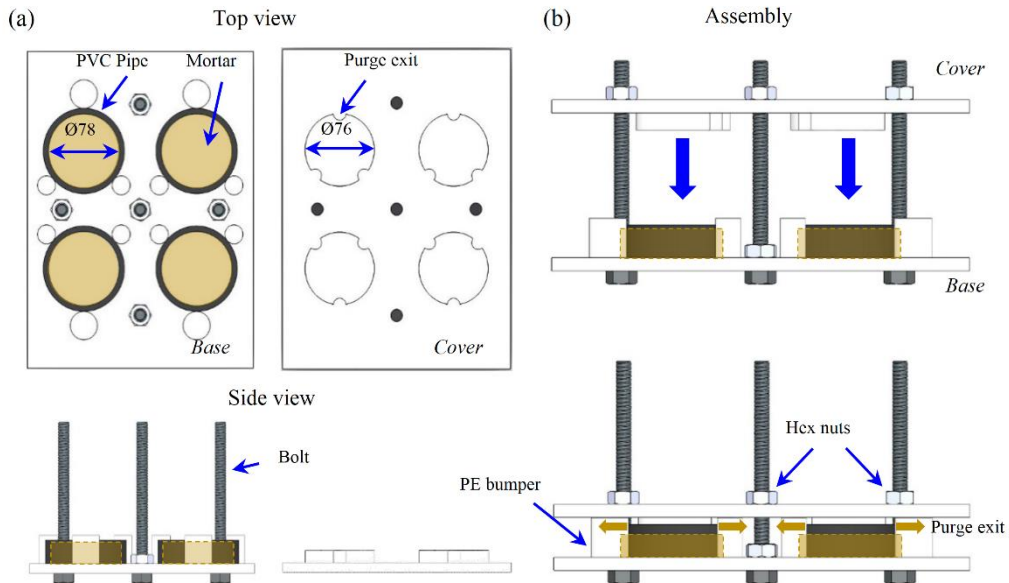 (a)
Top view
PVC Pipe
Mortar
Purge exit
Ø78
Ø76
Base
Cover
Side view
Bolt
(b)
Assembly
Cover
Base
Hex nuts
PE bumper
Purge exit